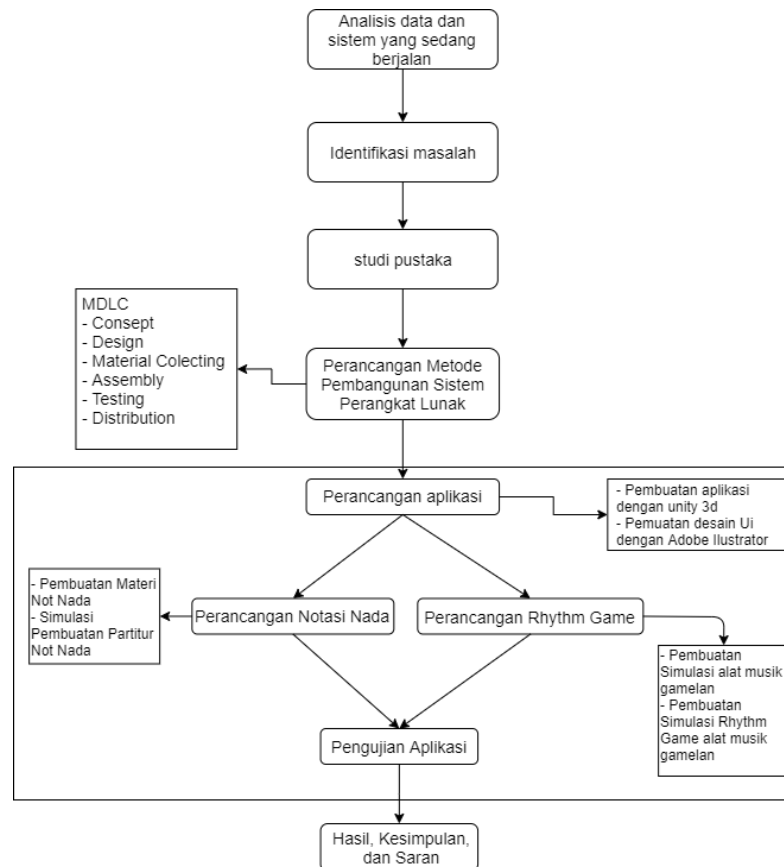 Analisis data dan
sistem yang sedang
berjalan
Identifikasi masalah
studi pustaka
MDLC
- Consept
- Design
- Material Colecting
- Assembly
- Testing
- Distribution
Perancangan Metode
Pembangunan Sistem
Perangkat Lunak
Perancangan aplikasi
- Pembuatan aplikasi
dengan unity 3d
- Pemuatan desain Ui
dengan Adobe Ilustrator
- Pembuatan Materi
Not Nada
- Simulasi
Pembuatan Partitur
Not Nada
Perancangan Notasi Nada
Perancangan Rhythm Game
- Pembuatan
Simulasi alat musik
gamelan
- Pembuatan
Simulasi Rhythm
Game alat musik
gamelan
Pengujian Aplikasi
Hasil, Kesimpulan,
dan Saran